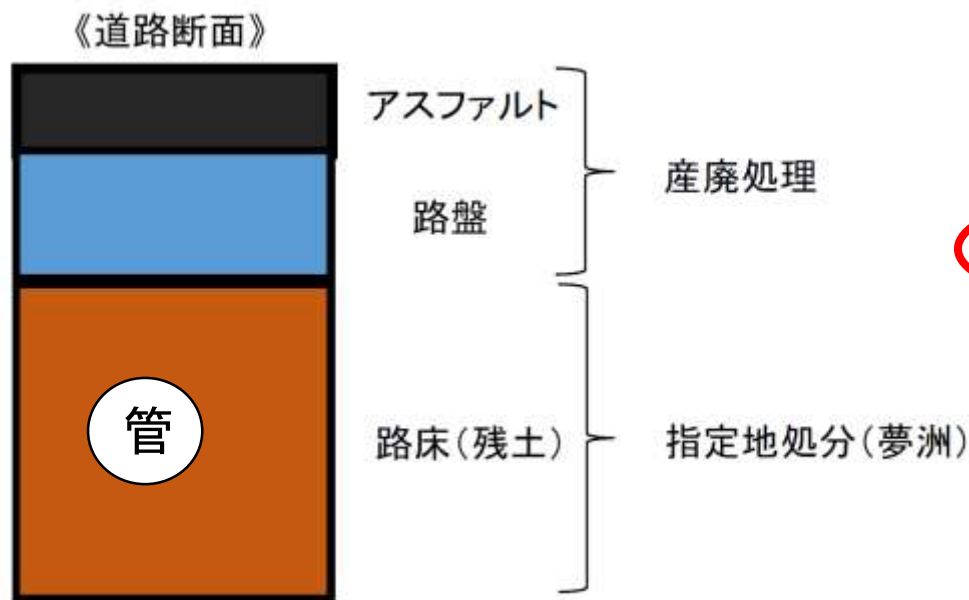 《道路断面》
アスファルト
産廃処理
路盤
管
路床(残土)
指定地処分(夢洲)